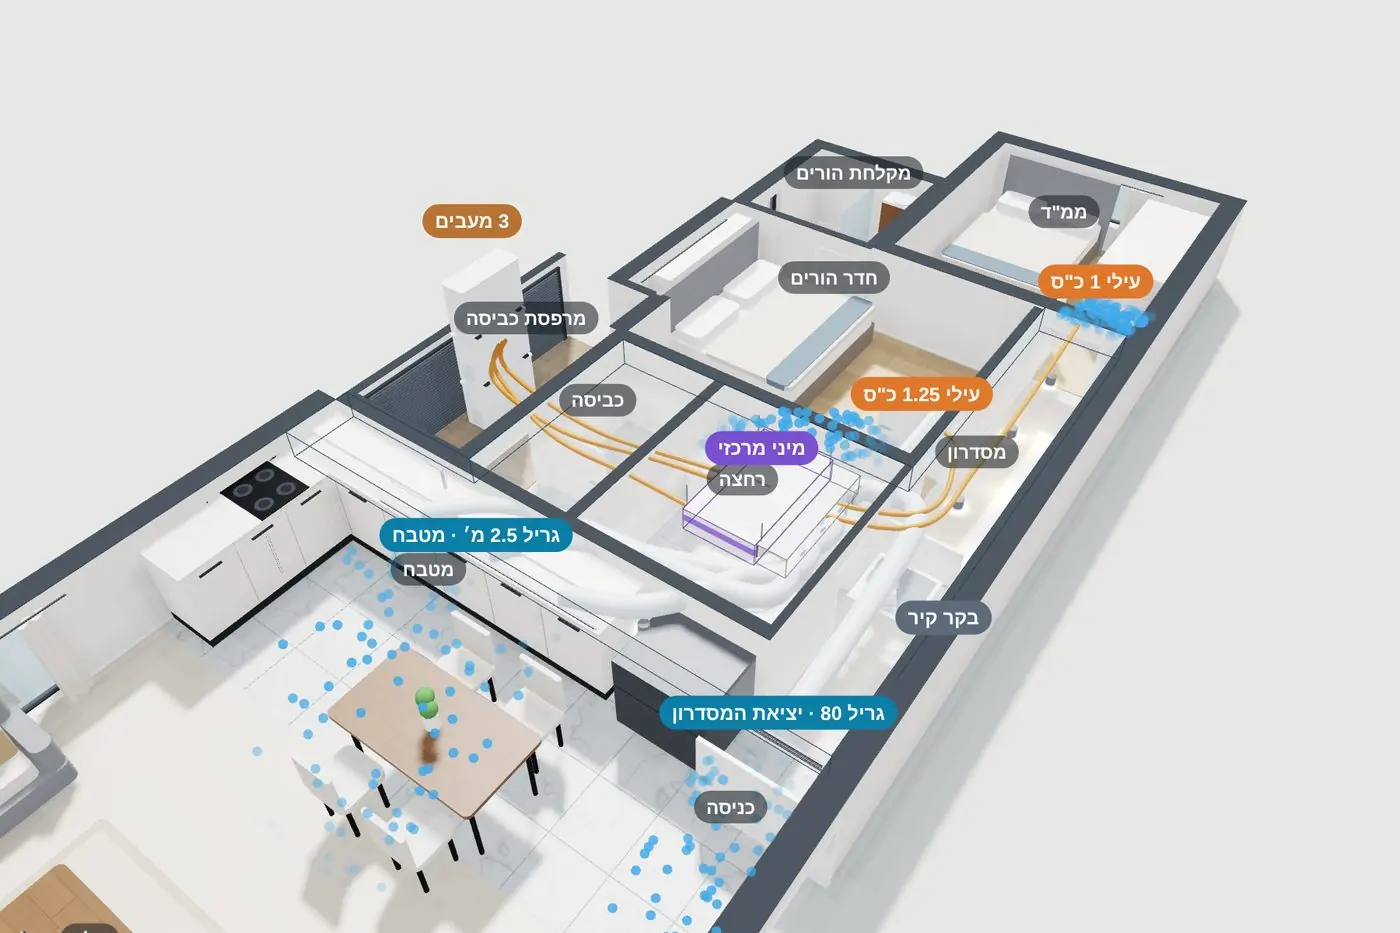 מקלחת הורים
ממ"ד
3 מעבים
חדר הורים
עילי 1 כ"ס
מרפסת כביסה
כביסה
עילי 1.25 כ"ס
מיני מרכזי
מסדרון
רחצה
גריל 2.5 מ׳ · מטבח
מטבח
בקר קיר
גריל 80 · יציאת המסדרון
כניסה